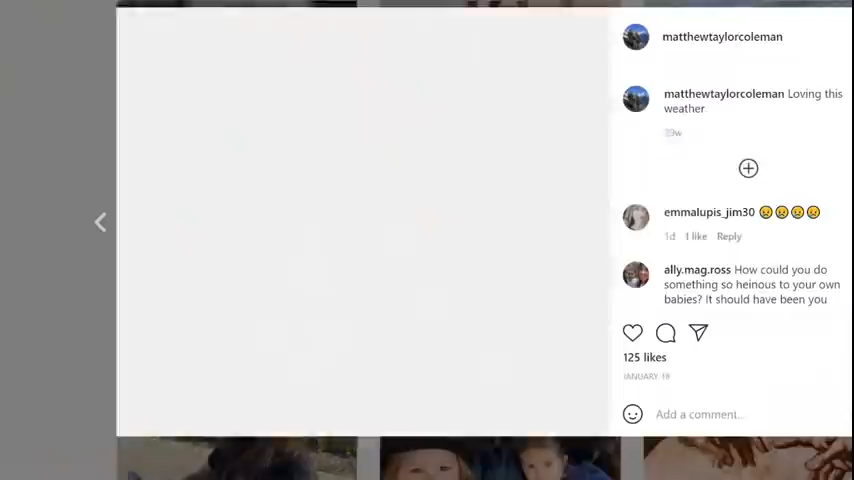 matthewtaylorcoleman
matthewtaylorcoleman Loving this
weather
39w
emmalupis_jim30 😣😣😣😣
1d 1 like Reply
ally.mag.ross How could you do
something so heinous to your own
babies? It should have been you
125 likes
JANUARY 19
Add a comment...